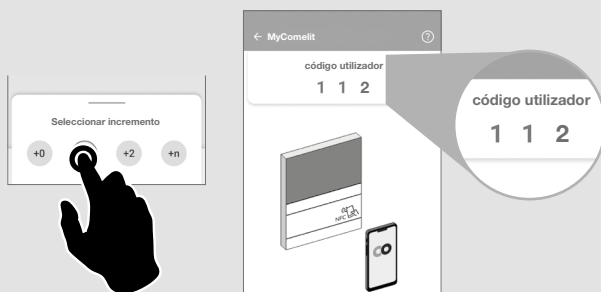 Seleccionar incremento
+0
+2
+n
← MyComelit
?
código utilizador
1 1 2
NFC
código utilizador
1 1 2